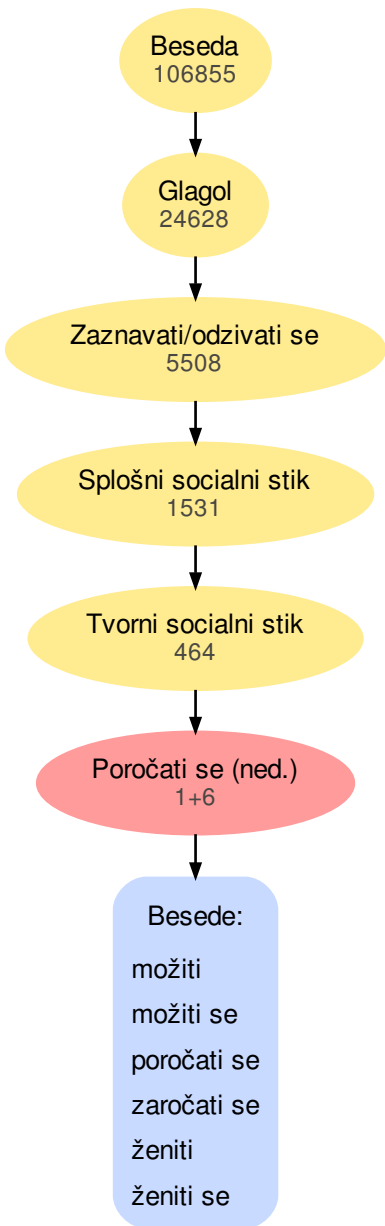 Beseda
106855
Glagol
24628
Zaznavati/odzivati se
5508
Splošni socialni stik
1531
Tvorni socialni stik
464
Poročati se (ned.)
1+6
Besede:
možiti
možiti se
poročati se
zaročati se
ženiti
ženiti se